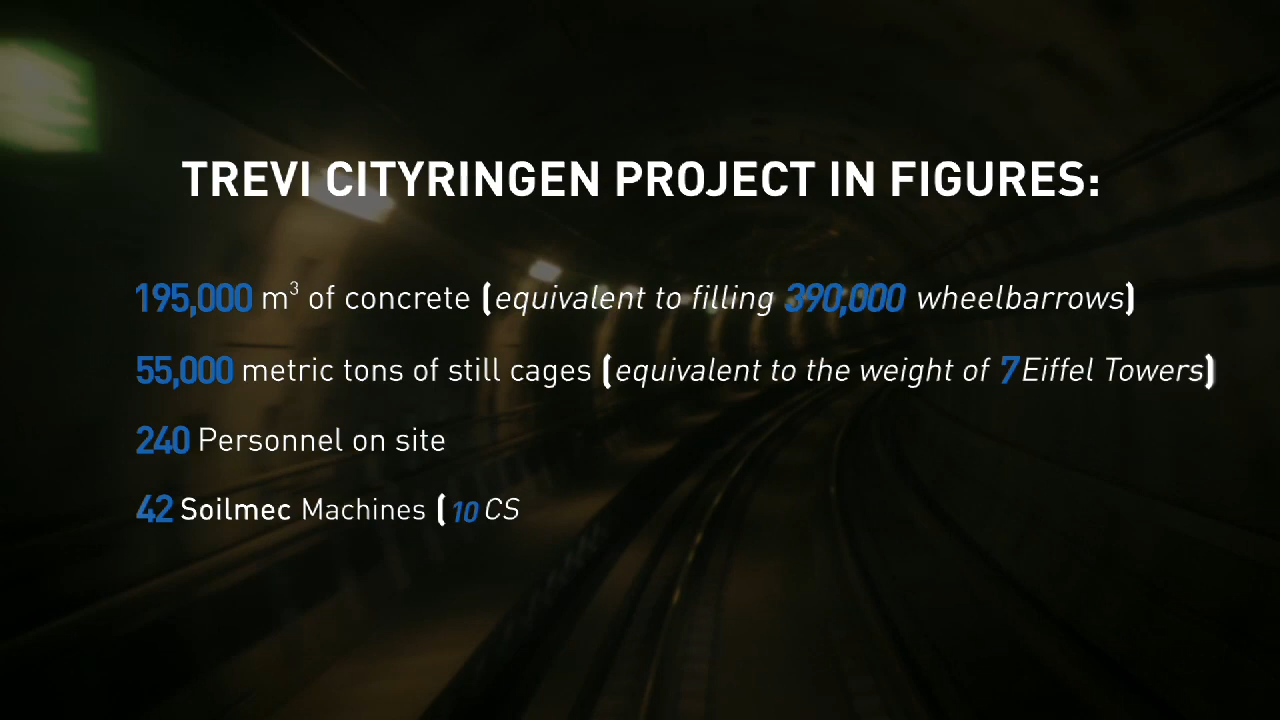 TREVI CITYRINGEN PROJECT IN FIGURES:
195,000 m³ of concrete (equivalent to filling 390,000 wheelbarrows)
55,000 metric tons of still cages (equivalent to the weight of 7 Eiffel Towers)
240 Personnel on site
42 Soilmec Machines (10 CS